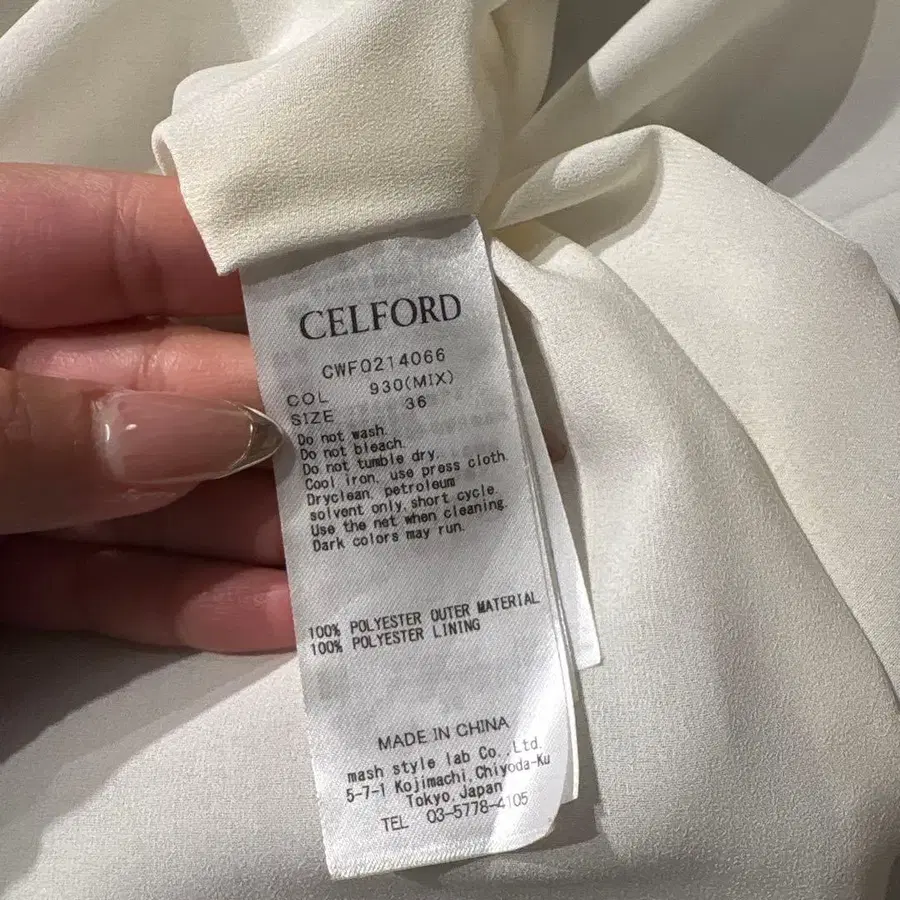 CELFORD
CWFO214066
COL 930(MIX)
SIZE 36
Do not wash.
Do not bleach.
Do not tumble dry.
Cool iron, use press cloth.
Dryclean, petroleum
solvent only, short cycle.
Use the net when cleaning.
Dark colors may run.
100% POLYESTER OUTER MATERIAL
100% POLYESTER LINING
MADE IN CHINA
mash style lab Co.,Ltd.
5-7-1 Kojimachi,Chiyoda-Ku
Tokyo,Japan
TEL 03-5778-4105